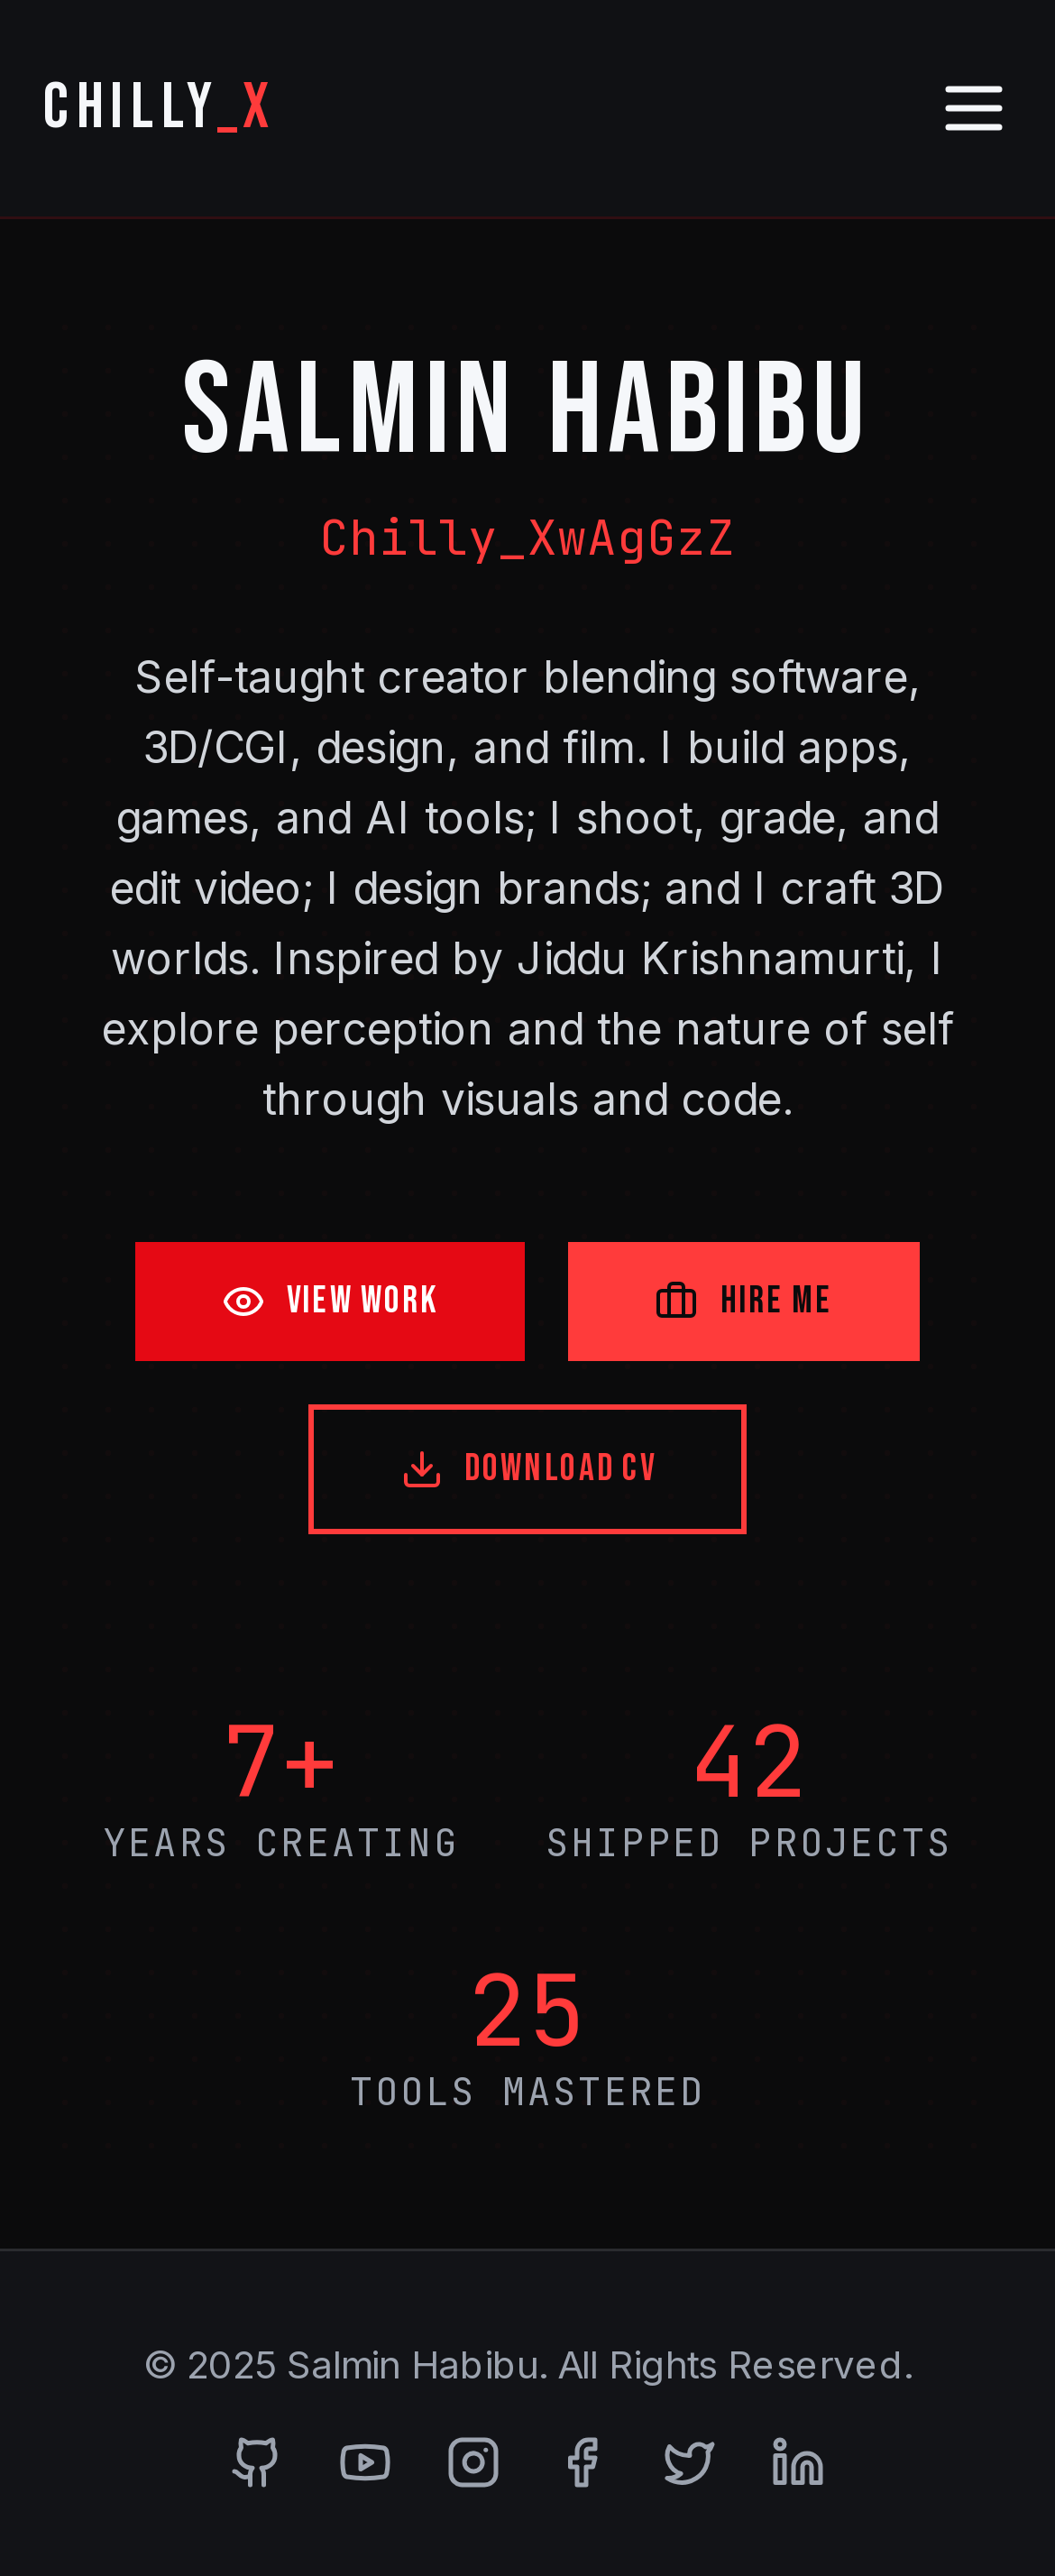 CHILLY_X
SALMIN HABIBU
Chilly_XwAgGzZ
Self-taught creator blending software,
3D/CGI, design, and film. I build apps,
games, and AI tools; I shoot, grade, and
edit video; I design brands; and I craft 3D
worlds. Inspired by Jiddu Krishnamurti, I
explore perception and the nature of self
through visuals and code.
VIEW WORK
HIRE ME
DOWNLOAD CV
7+
YEARS CREATING
42
SHIPPED PROJECTS
25
TOOLS MASTERED
© 2025 Salmin Habibu. All Rights Reserved.